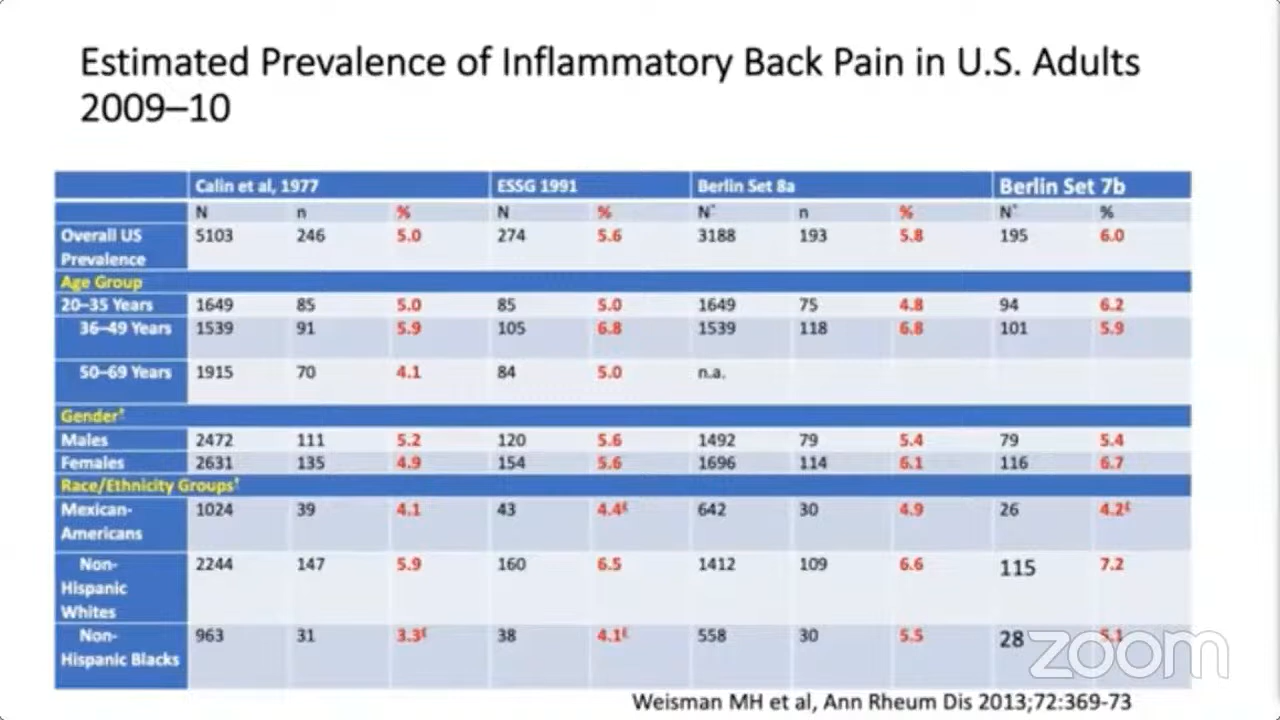 Estimated Prevalence of Inflammatory Back Pain in U.S. Adults
2009–10
Calin et al, 1977 ESSG 1991 Berlin Set 8a Berlin Set 7b
N n % N % N* n % N* %
Overall US 5103 246 5.0 274 5.6 3188 193 5.8 195 6.0
Prevalence
Age Group
20–35 Years 1649 85 5.0 85 5.0 1649 75 4.8 94 6.2
36–49 Years 1539 91 5.9 105 6.8 1539 118 6.8 101 5.9
50–69 Years 1915 70 4.1 84 5.0 n.a.
Gender†
Males 2472 111 5.2 120 5.6 1492 79 5.4 79 5.4
Females 2631 135 4.9 154 5.6 1696 114 6.1 116 6.7
Race/Ethnicity Groups†
Mexican- 1024 39 4.1 43 4.4£ 642 30 4.9 26 4.2£
Americans
Non- 2244 147 5.9 160 6.5 1412 109 6.6 115 7.2
Hispanic
Whites
Non- 963 31 3.3£ 38 4.1£ 558 30 5.5 28 5.1
Hispanic Blacks
zoom
Weisman MH et al, Ann Rheum Dis 2013;72:369-73